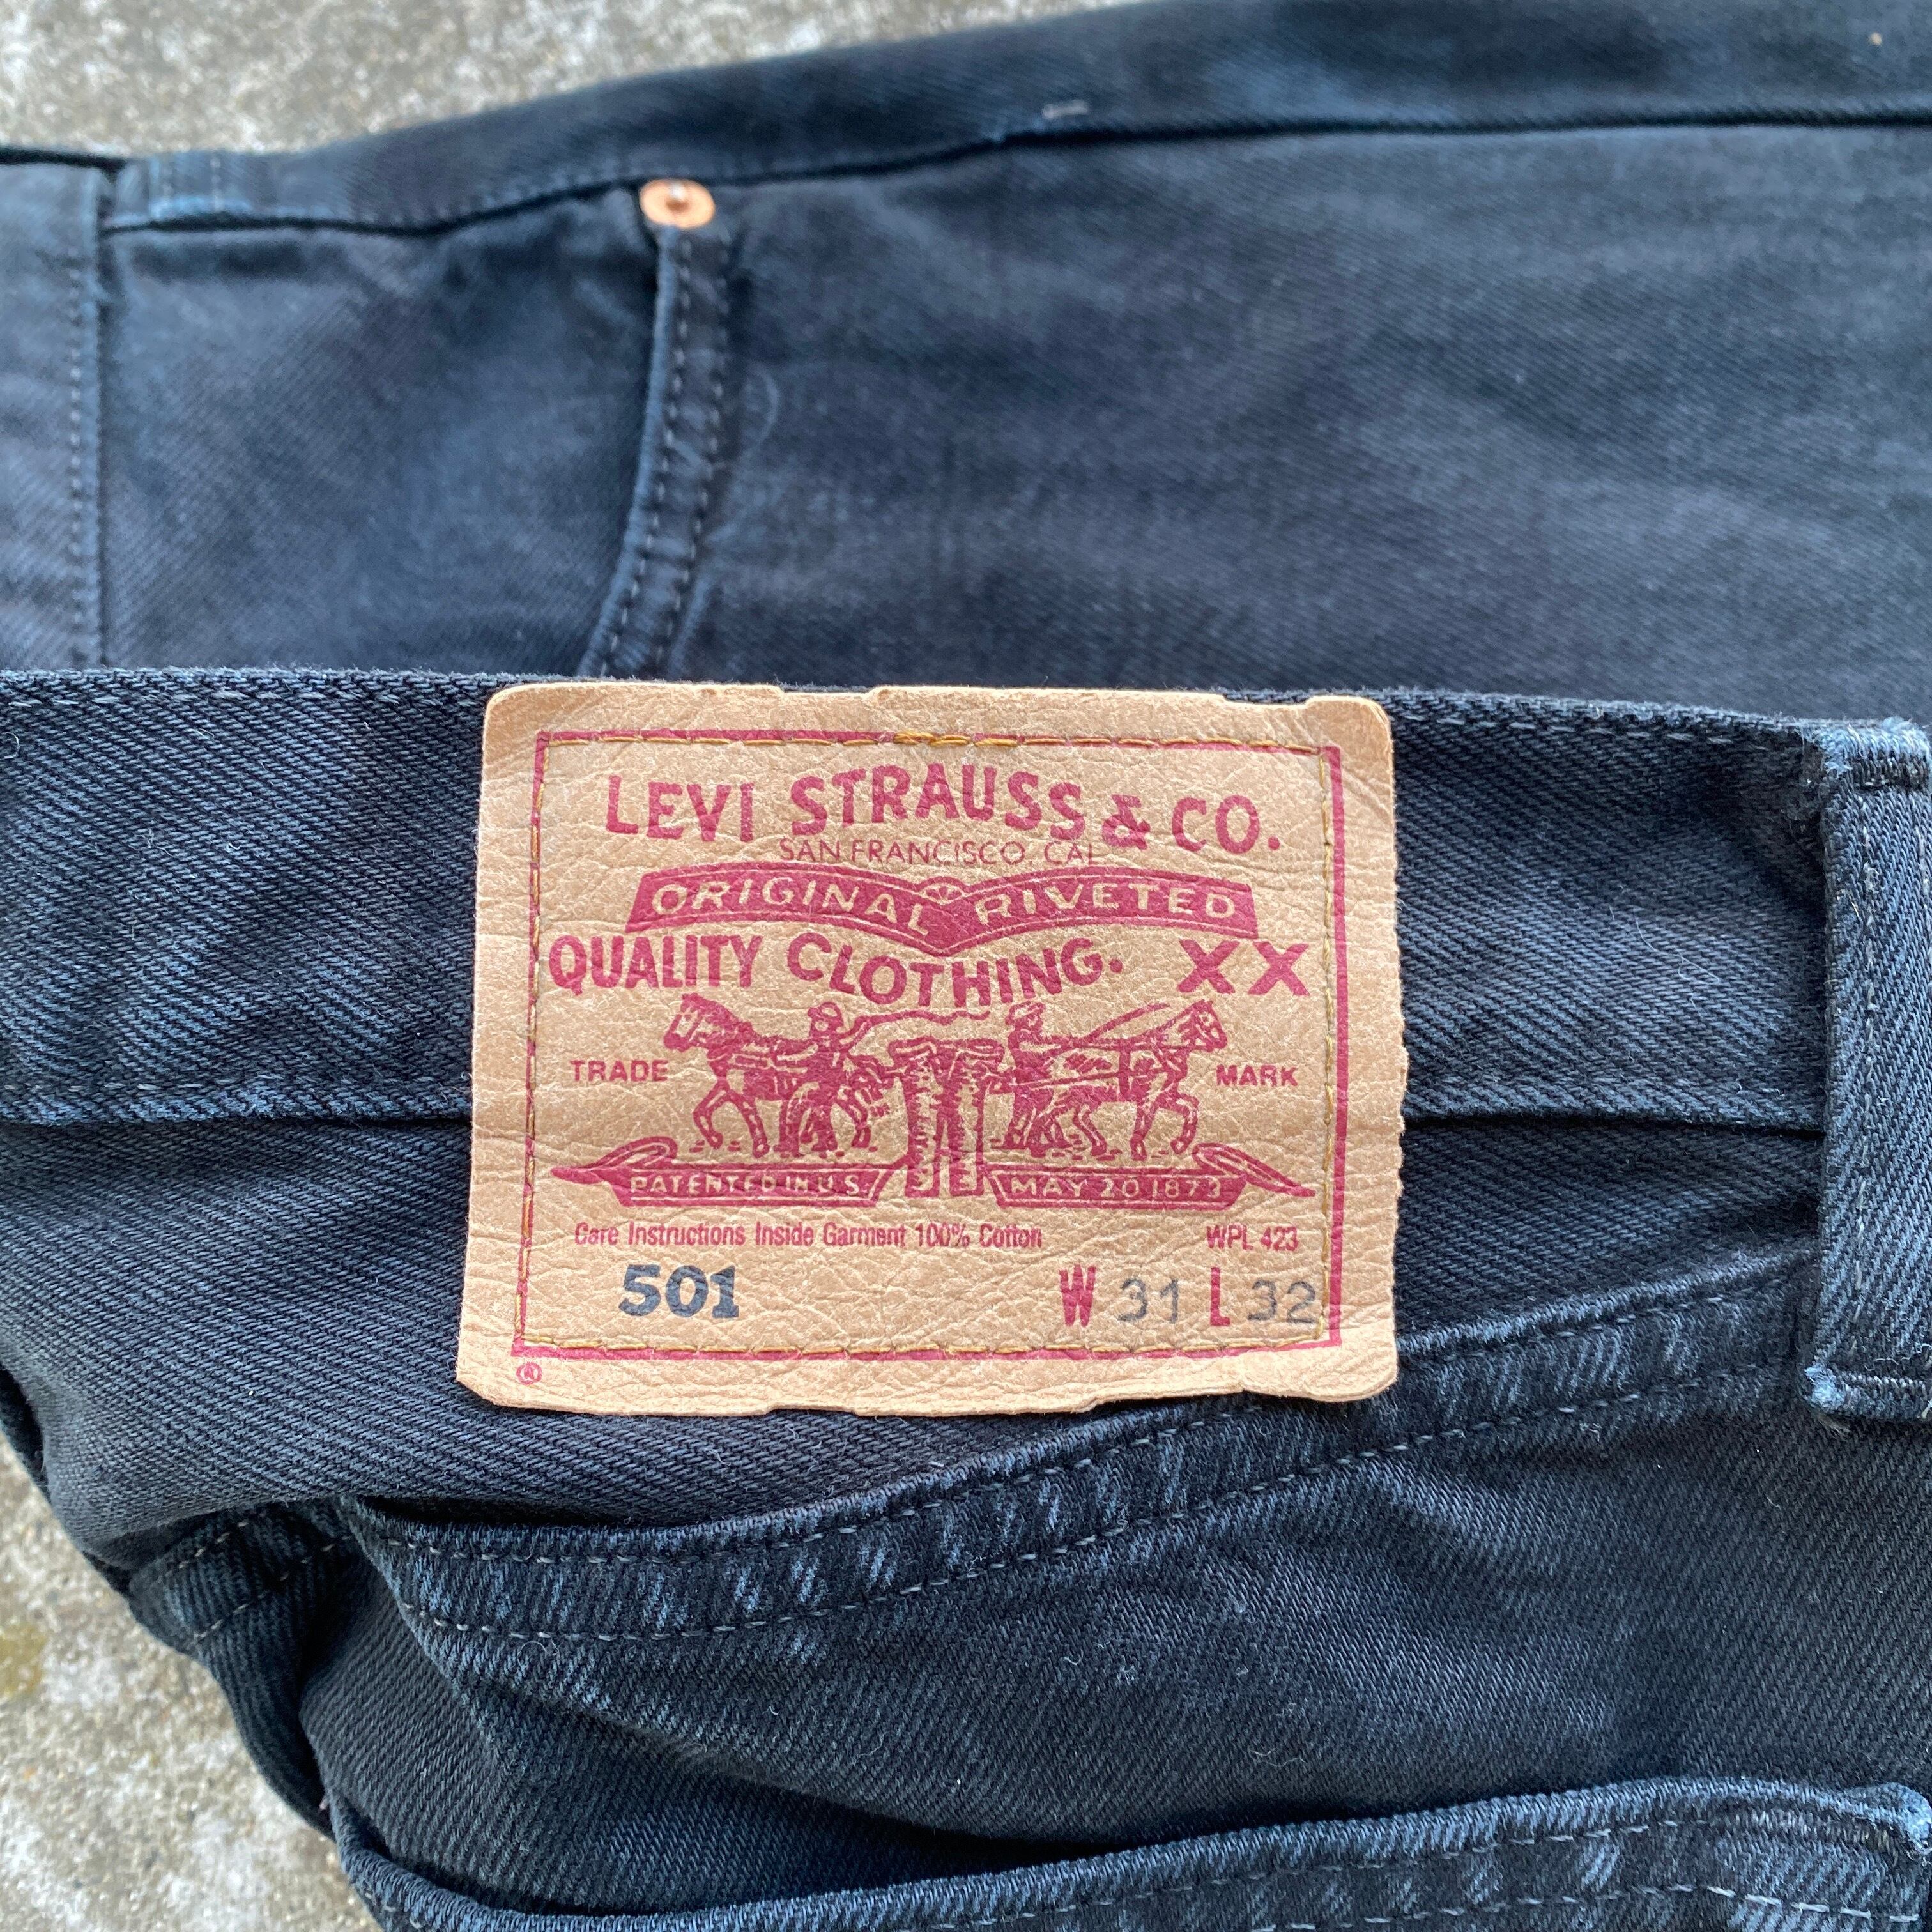 LEVI STRAUSS & CO.
SAN FRANCISCO CAL
ORIGINAL RIVETED
QUALITY CLOTHING. XX
TRADE MARK
PATENTED IN U.S. MAY 20 1873
Care Instructions Inside Garment 100% Cotton WPL 423
501 W 31 L 32
®